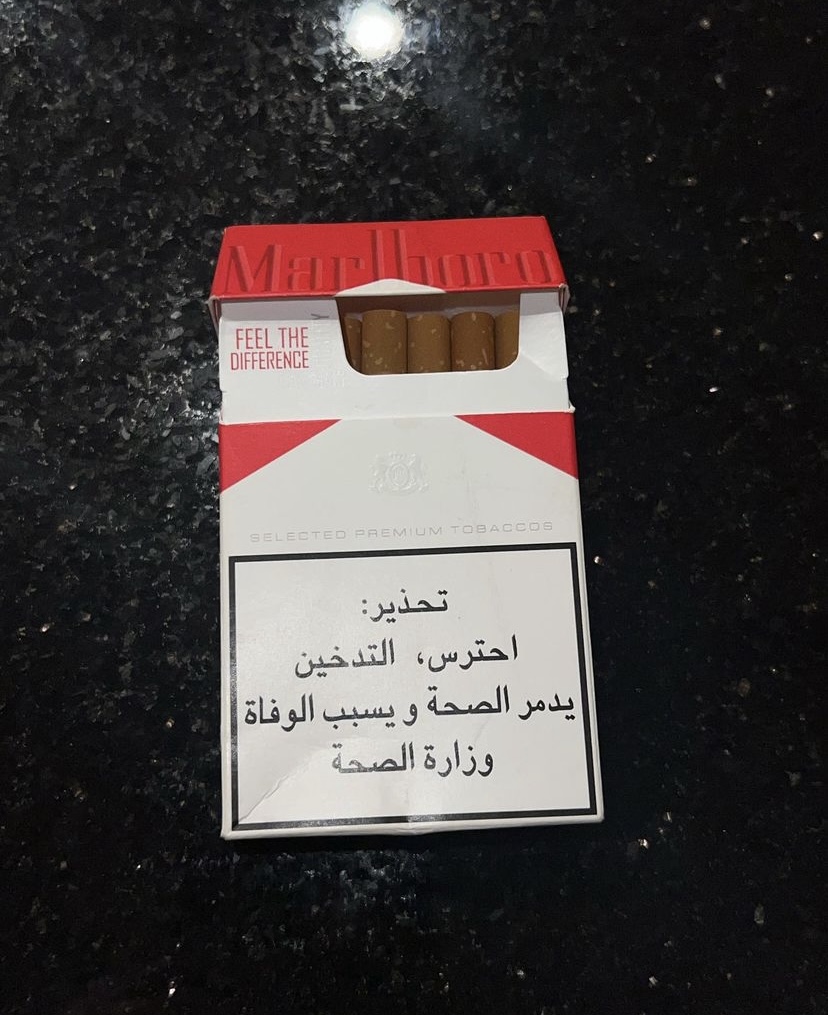 Marlboro
FEEL THE
DIFFERENCE
SELECTED PREMIUM TOBACCOS
تحذير:
احترس، التدخين
يدمر الصحة و يسبب الوفاة
وزارة الصحة